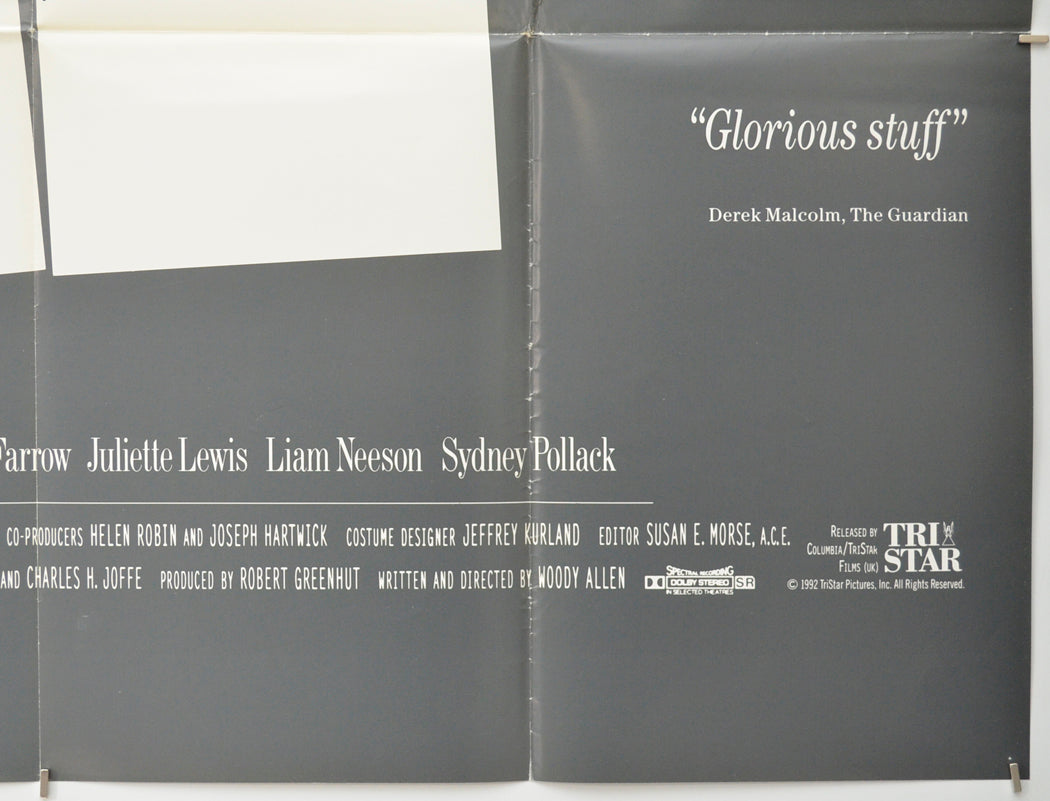 “Glorious stuff”
Derek Malcolm, The Guardian
Farrow Juliette Lewis Liam Neeson Sydney Pollack
CO-PRODUCERS HELEN ROBIN AND JOSEPH HARTWICK COSTUME DESIGNER JEFFREY KURLAND EDITOR SUSAN E. MORSE, A.C.E.
AND CHARLES H. JOFFE PRODUCED BY ROBERT GREENHUT WRITTEN AND DIRECTED BY WOODY ALLEN
SPECTRAL RECORDING
DOLBY STEREO SR
IN SELECTED THEATRES
RELEASED BY
COLUMBIA/TRISTAR
FILMS (UK)
TRI
STAR
© 1992 TriStar Pictures, Inc. All Rights Reserved.